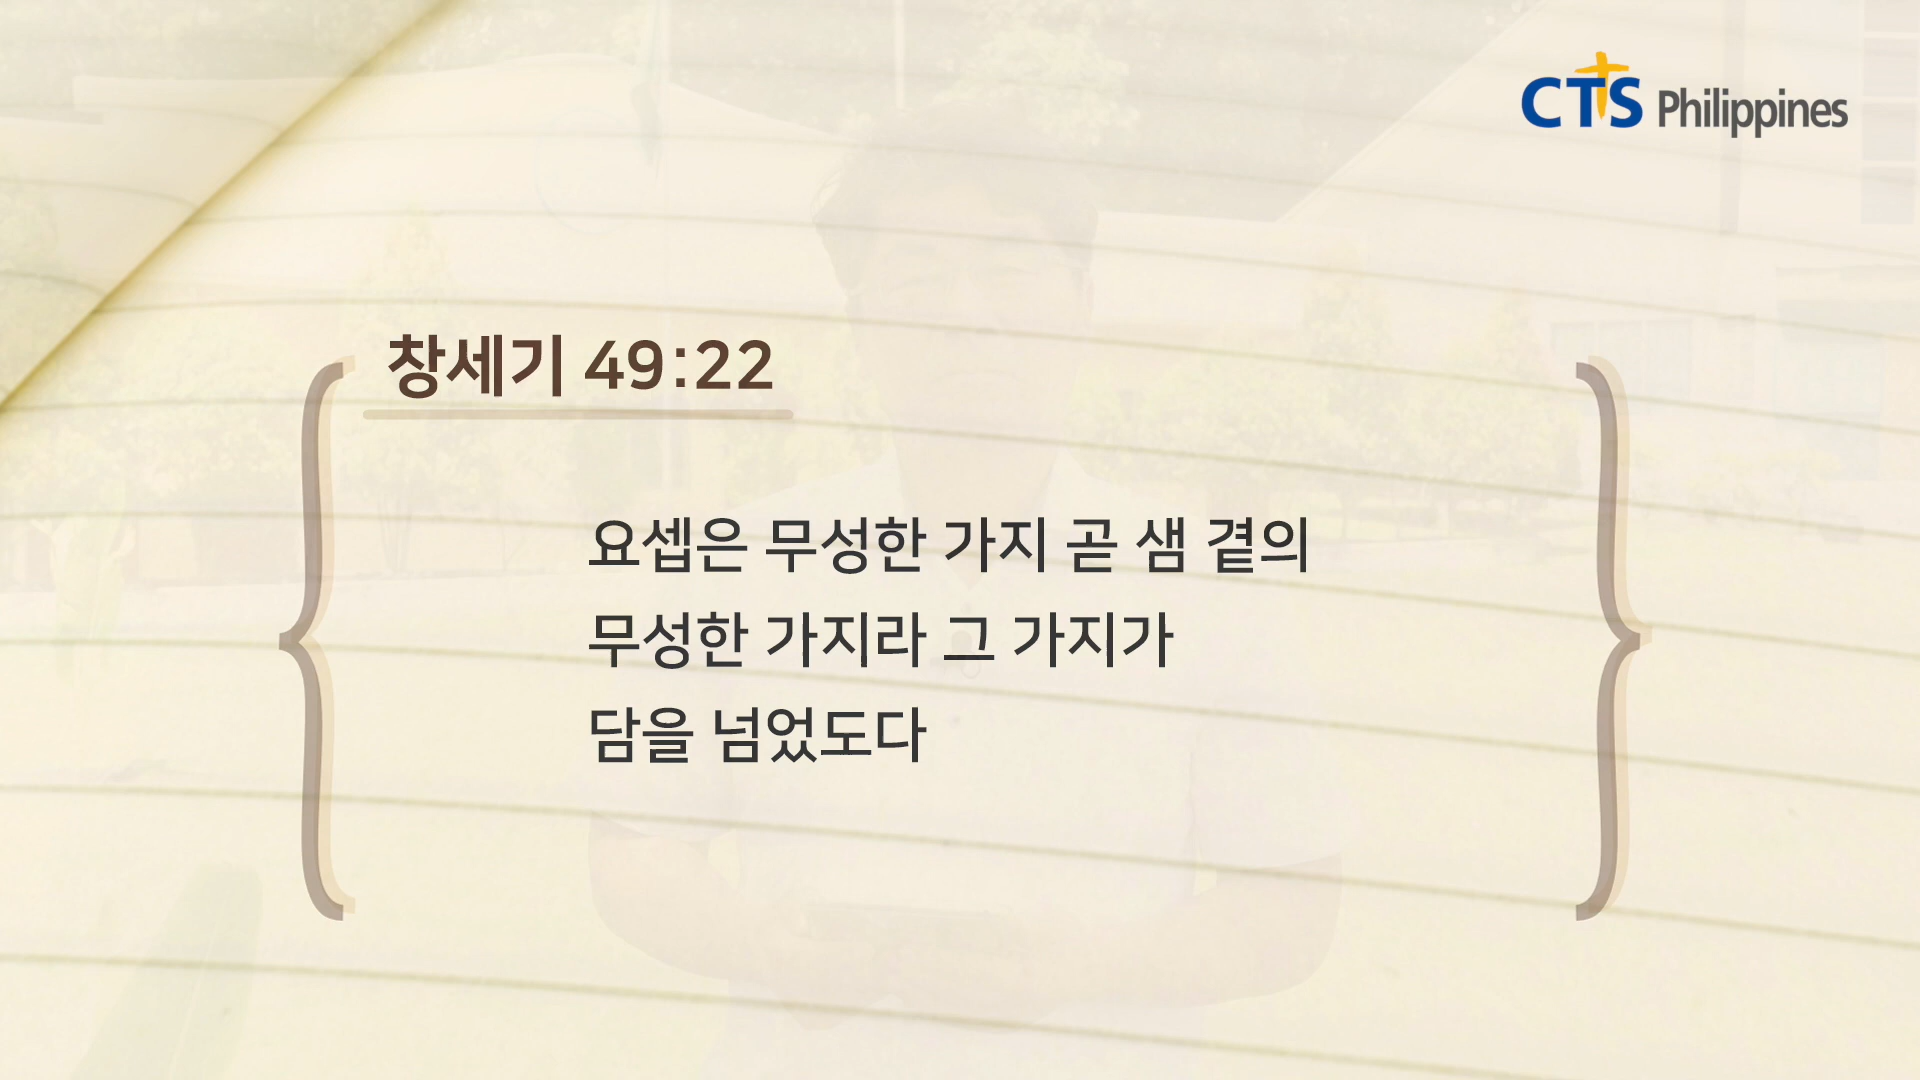 CTS Philippines
창세기 49:22
요셉은 무성한 가지 곧 샘 곁의
무성한 가지라 그 가지가
담을 넘었도다